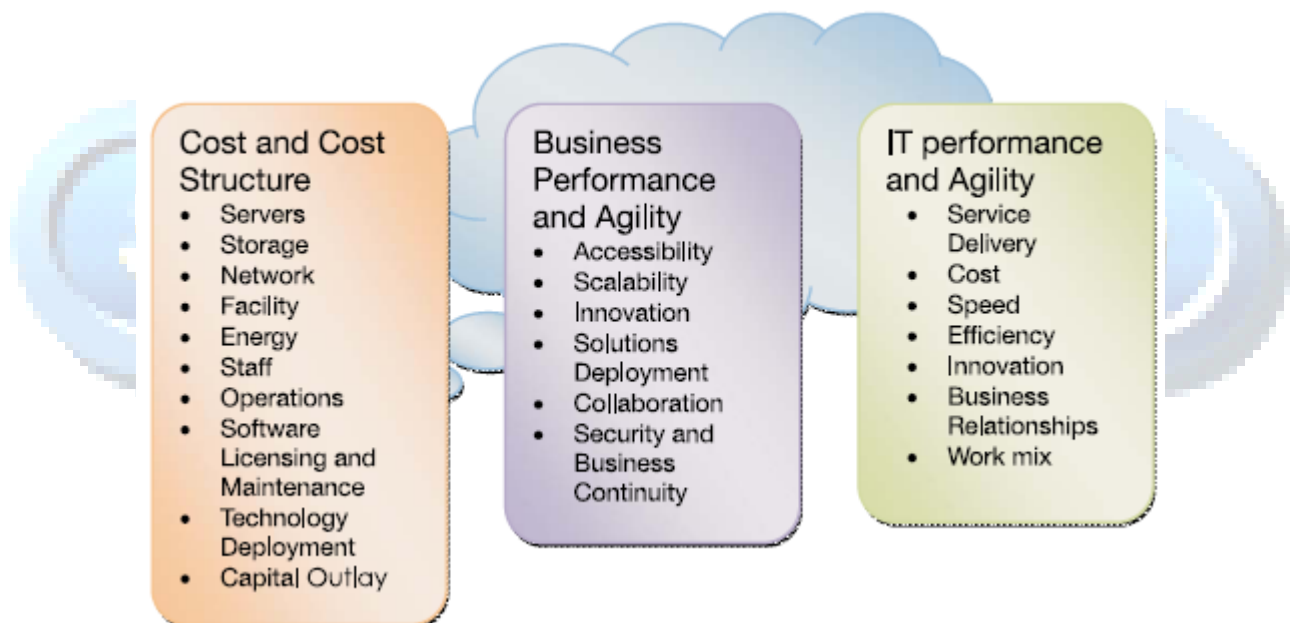 Cost and Cost
Structure
• Servers
• Storage
• Network
• Facility
• Energy
• Staff
• Operations
• Software
Licensing and
Maintenance
• Technology
Deployment
• Capital Outlay
Business
Performance
and Agility
• Accessibility
• Scalability
• Innovation
• Solutions
Deployment
• Collaboration
• Security and
Business
Continuity
IT performance
and Agility
• Service
Delivery
• Cost
• Speed
• Efficiency
• Innovation
• Business
Relationships
• Work mix